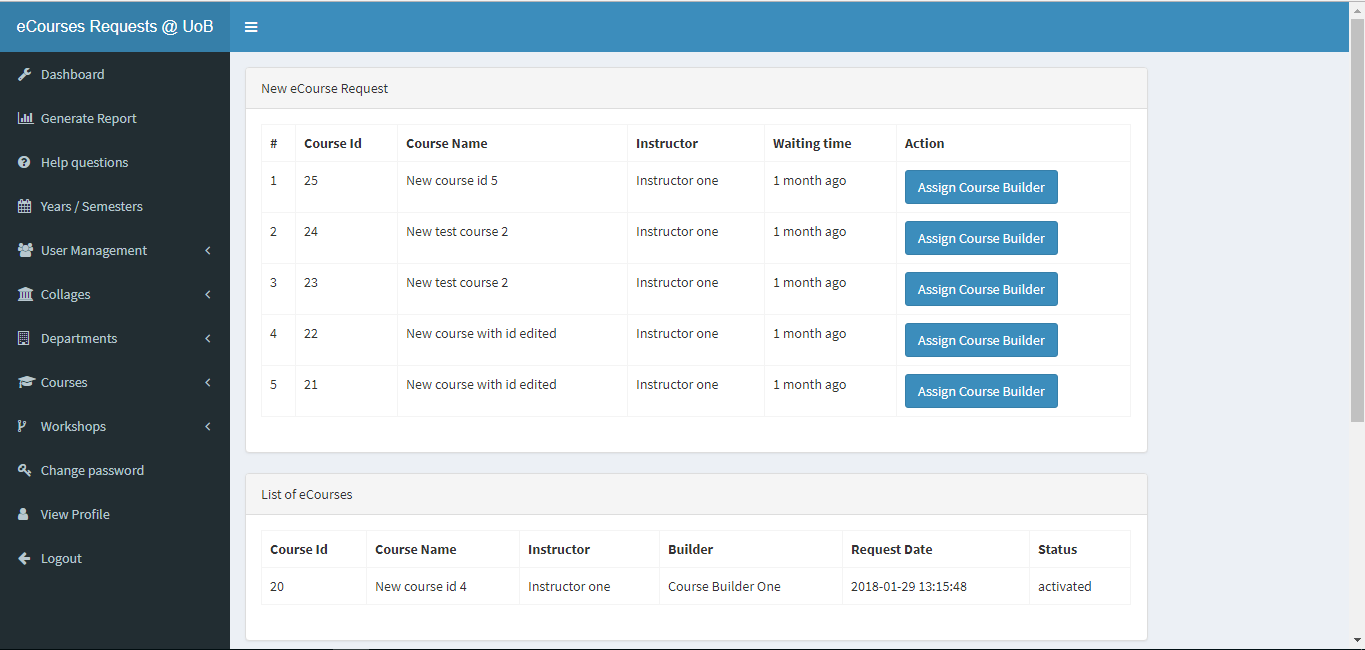 eCourses Requests @ UoB
Dashboard
Generate Report
Help questions
Years / Semesters
User Management
Collages
Departments
Courses
Workshops
Change password
View Profile
Logout
New eCourse Request
# Course Id Course Name Instructor Waiting time Action
1 25 New course id 5 Instructor one 1 month ago Assign Course Builder
2 24 New test course 2 Instructor one 1 month ago Assign Course Builder
3 23 New test course 2 Instructor one 1 month ago Assign Course Builder
4 22 New course with id edited Instructor one 1 month ago Assign Course Builder
5 21 New course with id edited Instructor one 1 month ago Assign Course Builder
List of eCourses
Course Id Course Name Instructor Builder Request Date Status
20 New course id 4 Instructor one Course Builder One 2018-01-29 13:15:48 activated